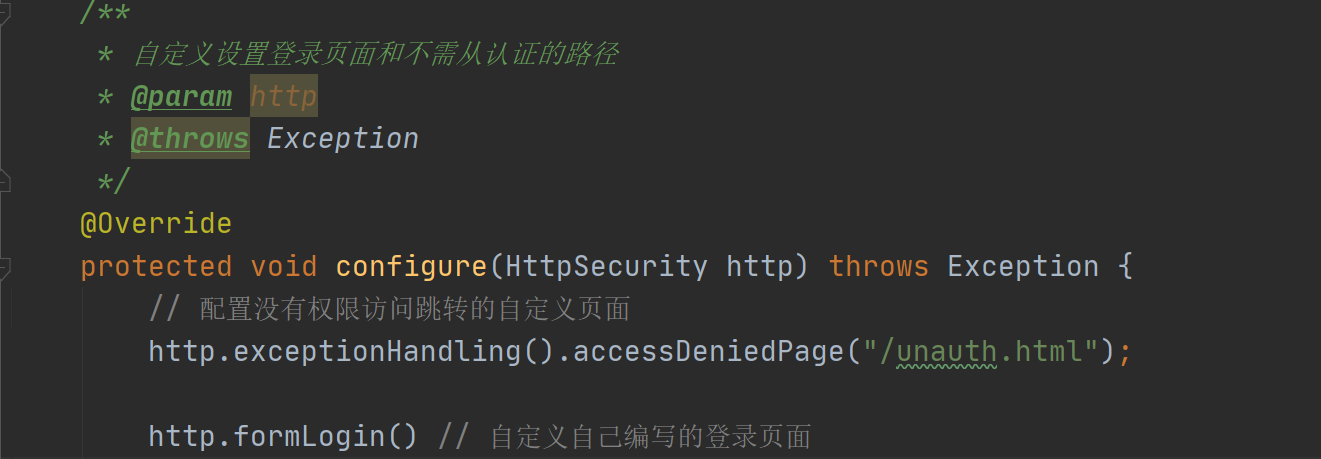 /**
* 自定义设置登录页面和不需从认证的路径
* @param http
* @throws Exception
*/
@Override
protected void configure(HttpSecurity http) throws Exception {
// 配置没有权限访问跳转的自定义页面
http.exceptionHandling().accessDeniedPage("/unauth.html");
http.formLogin() // 自定义自己编写的登录页面